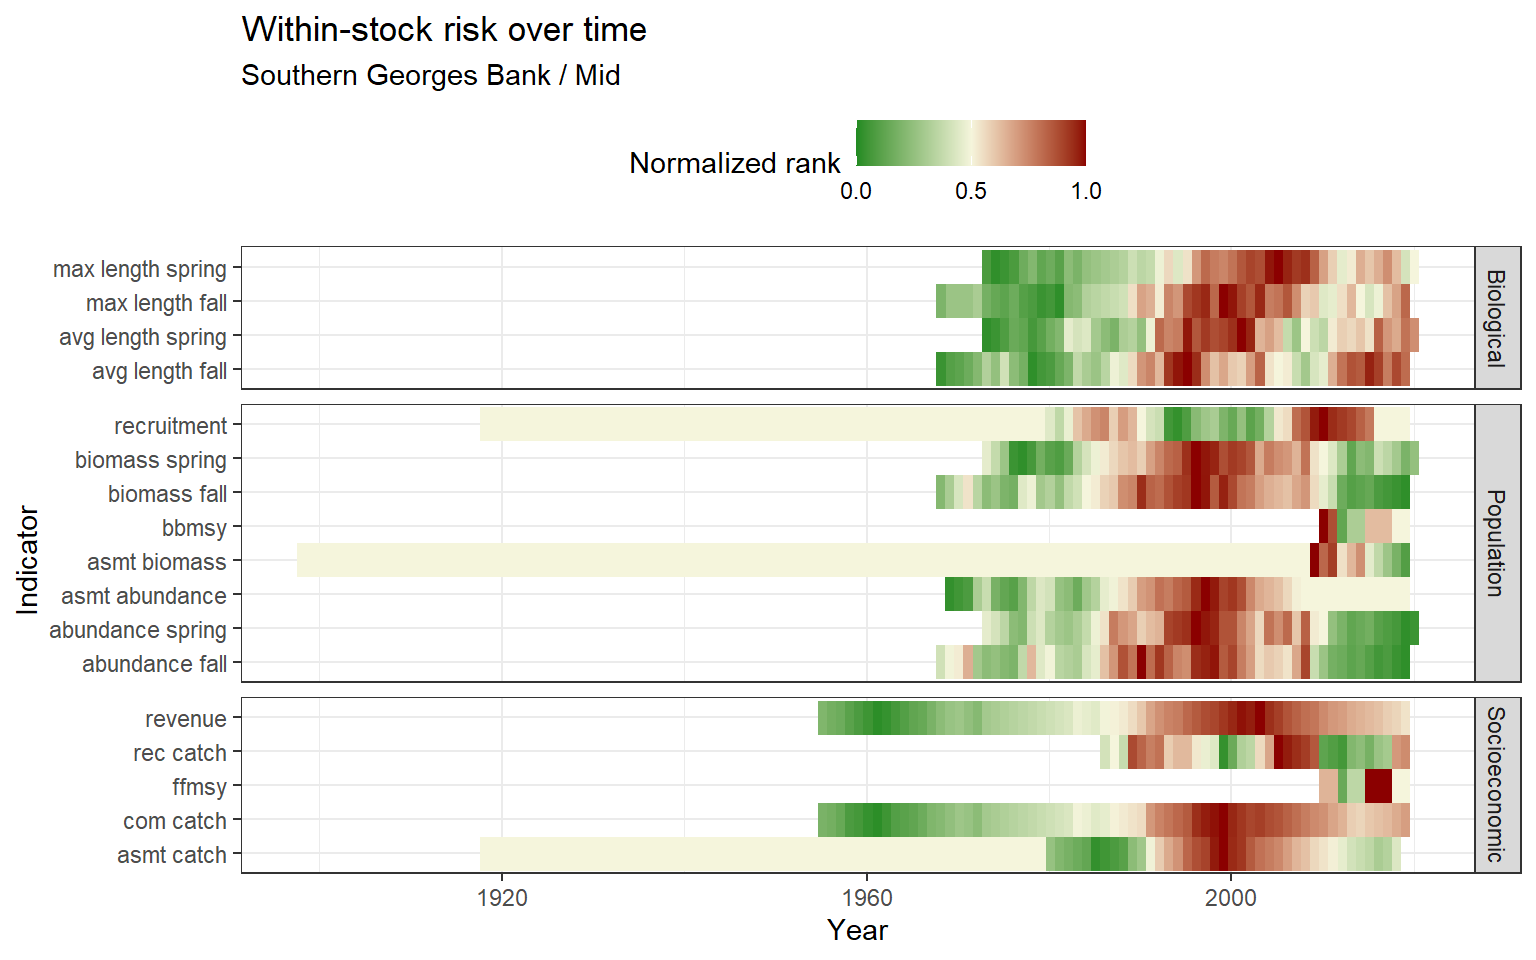 Within-stock risk over time
Southern Georges Bank / Mid
Normalized rank
0.0 0.5 1.0
Indicator
max length spring
max length fall
avg length spring
avg length fall
Biological
recruitment
biomass spring
biomass fall
bbmsy
asmt biomass
asmt abundance
abundance spring
abundance fall
Population
revenue
rec catch
ffmsy
com catch
asmt catch
Socioeconomic
1920 1960 2000
Year